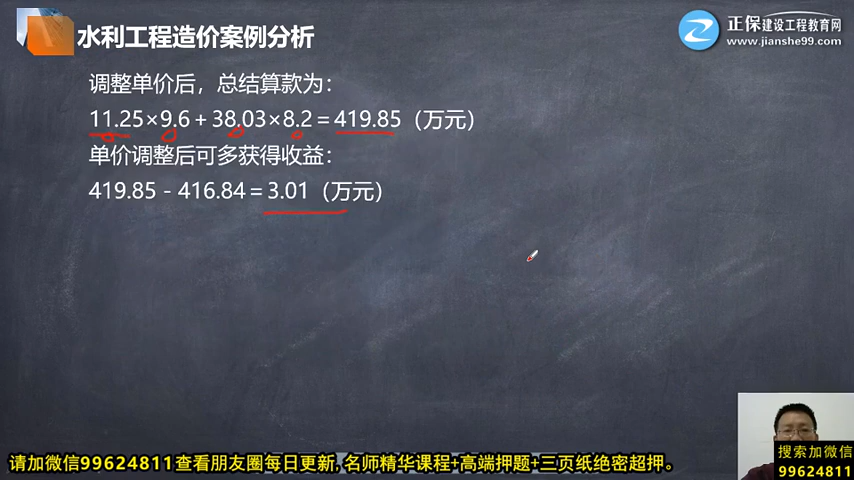 水利工程造价案例分析
正保建设工程教育网
www.jianshe99.com
调整单价后，总结算款为：
11.25×9.6＋38.03×8.2＝419.85（万元）
单价调整后可多获得收益：
419.85－416.84＝3.01（万元）
搜索加微信
99624811
请加微信99624811查看朋友圈每日更新,名师精华课程+高端押题+三页纸绝密超押。